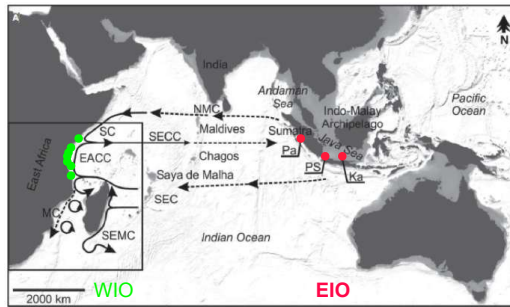 A
N
India
Andaman
Sea
Pacific
Ocean
Indo-Malay
Archipelago
NMC
Maldives
Sumatra
SC
SECC
Java Sea
East Africa
EACC
Chagos
Pa
PS
Ka
Saya de Malha
SEC
MC
SEMC
Indian Ocean
2000 km
WIO
EIO